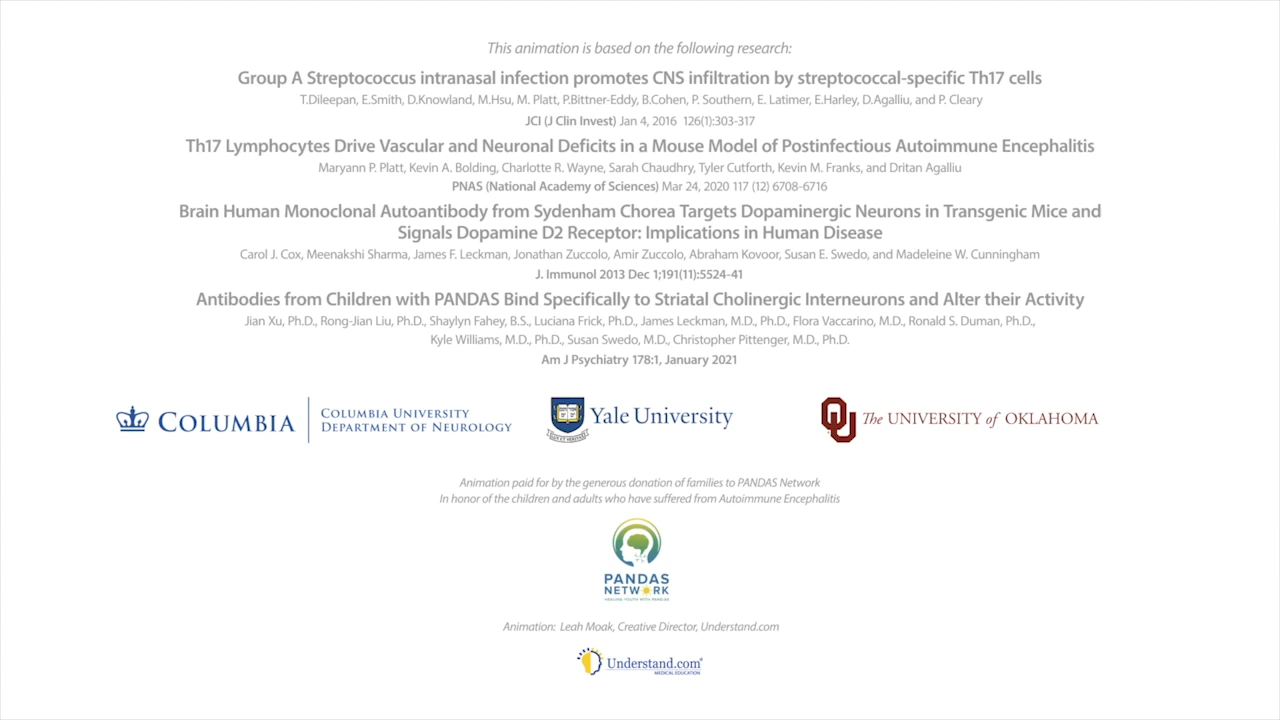 This animation is based on the following research:
Group A Streptococcus intranasal infection promotes CNS infiltration by streptococcal-specific Th17 cells
T.Dileepan, E.Smith, D.Knowland, M.Hsu, M. Platt, P.Bittner-Eddy, B.Cohen, P. Southern, E. Latimer, E.Harley, D.Agalliu, and P. Cleary
JCI (J Clin Invest) Jan 4, 2016 126(1):303-317
Th17 Lymphocytes Drive Vascular and Neuronal Deficits in a Mouse Model of Postinfectious Autoimmune Encephalitis
Maryann P. Platt, Kevin A. Bolding, Charlotte R. Wayne, Sarah Chaudhry, Tyler Cutforth, Kevin M. Franks, and Dritan Agalliu
PNAS (National Academy of Sciences) Mar 24, 2020 117 (12) 6708-6716
Brain Human Monoclonal Autoantibody from Sydenham Chorea Targets Dopaminergic Neurons in Transgenic Mice and
Signals Dopamine D2 Receptor: Implications in Human Disease
Carol J. Cox, Meenakshi Sharma, James F. Leckman, Jonathan Zuccolo, Amir Zuccolo, Abraham Kovoor, Susan E. Swedo, and Madeleine W. Cunningham
J. Immunol 2013 Dec 1;191(11):5524-41
Antibodies from Children with PANDAS Bind Specifically to Striatal Cholinergic Interneurons and Alter their Activity
Jian Xu, Ph.D., Rong-Jian Liu, Ph.D., Shaylyn Fahey, B.S., Luciana Frick, Ph.D., James Leckman, M.D., Ph.D., Flora Vaccarino, M.D., Ronald S. Duman, Ph.D.,
Kyle Williams, M.D., Ph.D., Susan Swedo, M.D., Christopher Pittenger, M.D., Ph.D.
Am J Psychiatry 178:1, January 2021
COLUMBIA
COLUMBIA UNIVERSITY
DEPARTMENT OF NEUROLOGY
Yale University
The UNIVERSITY of OKLAHOMA
Animation paid for by the generous donation of families to PANDAS Network
In honor of the children and adults who have suffered from Autoimmune Encephalitis
PANDAS
NETWORK
HEALING YOUTH WITH PANDAS
Animation: Leah Moak, Creative Director, Understand.com
Understand.com®
MEDICAL EDUCATION